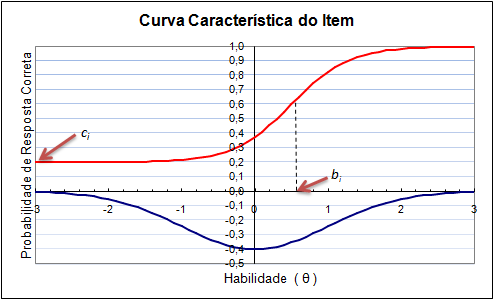 Curva Característica do Item
Probabilidade de Resposta Correta
1,0
0,9
0,8
0,7
0,6
0,5
0,4
0,3
0,2
0,1
-0,0
-0,1
-0,2
-0,3
-0,4
-0,5
ci
bi
-3 -2 -1 0 1 2 3
Habilidade ( θ )